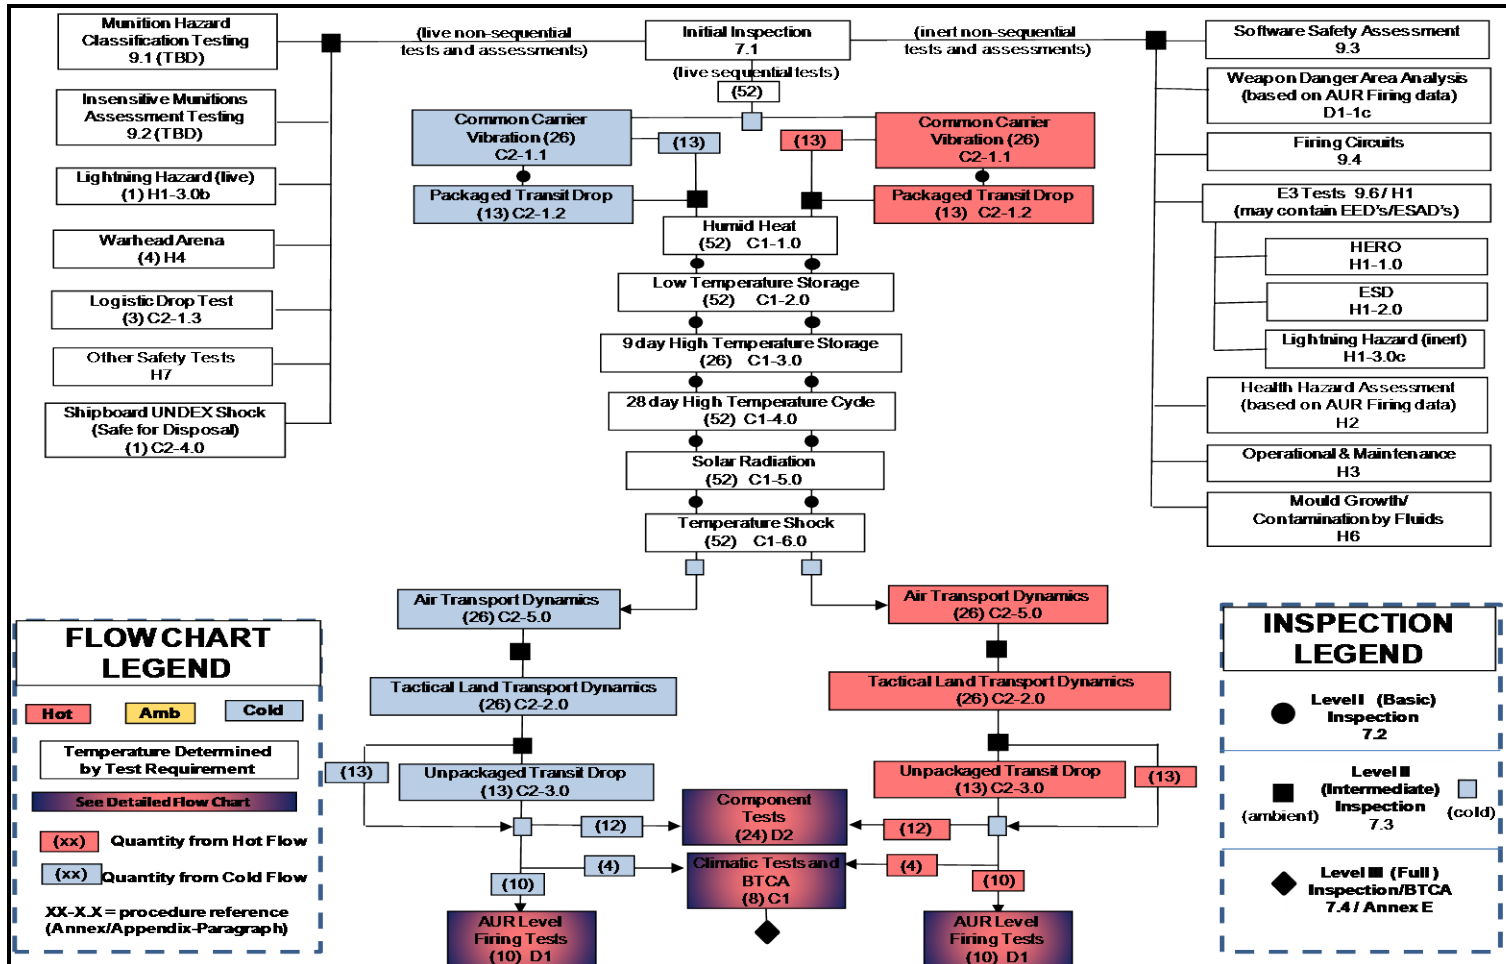 Munition Hazard
Classification Testing
9.1 (TBD)
(live non-sequential
tests and assessments)
Initial Inspection
7.1
(inert non-sequential
tests and assessments)
Software Safety Assessment
9.3
(live sequential tests)
(52)
Insensitive Munitions
Assessment Testing
9.2 (TBD)
Weapon Danger Area Analysis
(based on AUR Firing data)
D1-1c
Common Carrier
Vibration (26)
C2-1.1
(13)
(13)
Common Carrier
Vibration (26)
C2-1.1
Firing Circuits
9.4
Lightning Hazard (live)
(1) H1-3.0b
Packaged Transit Drop
(13) C2-1.2
Packaged Transit Drop
(13) C2-1.2
E3 Tests 9.6 / H1
(may contain EED's/ESAD's)
Humid Heat
(52) C1-1.0
Warhead Arena
(4) H4
HERO
H1-1.0
Low Temperature Storage
(52) C1-2.0
Logistic Drop Test
(3) C2-1.3
ESD
H1-2.0
9 day High Temperature Storage
(26) C1-3.0
Other Safety Tests
H7
Lightning Hazard (inert)
H1-3.0c
28 day High Temperature Cycle
(52) C1-4.0
Shipboard UNDEX Shock
(Safe for Disposal)
(1) C2-4.0
Health Hazard Assessment
(based on AUR Firing data)
H2
Solar Radiation
(52) C1-5.0
Operational & Maintenance
H3
Temperature Shock
(52) C1-6.0
Mould Growth/
Contamination by Fluids
H6
Air Transport Dynamics
(26) C2-5.0
Air Transport Dynamics
(26) C2-5.0
Tactical Land Transport Dynamics
(26) C2-2.0
Tactical Land Transport Dynamics
(26) C2-2.0
(13)
Unpackaged Transit Drop
(13) C2-3.0
Unpackaged Transit Drop
(13) C2-3.0
(13)
(12)
Component
Tests
(24) D2
(12)
(4)
Climatic Tests and
BTCA
(8) C1
(4)
(10)
(10)
AUR Level
Firing Tests
(10) D1
AUR Level
Firing Tests
(10) D1
FLOW CHART
LEGEND
Hot
Amb
Cold
Temperature Determined
by Test Requirement
See Detailed Flow Chart
(xx) Quantity from Hot Flow
(xx) Quantity from Cold Flow
XX-X.X = procedure reference
(Annex/Appendix-Paragraph)
INSPECTION
LEGEND
Level I (Basic)
Inspection
7.2
Level II
(Intermediate)
Inspection
7.3
(ambient)
(cold)
Level III (Full)
Inspection/BTCA
7.4 / Annex E